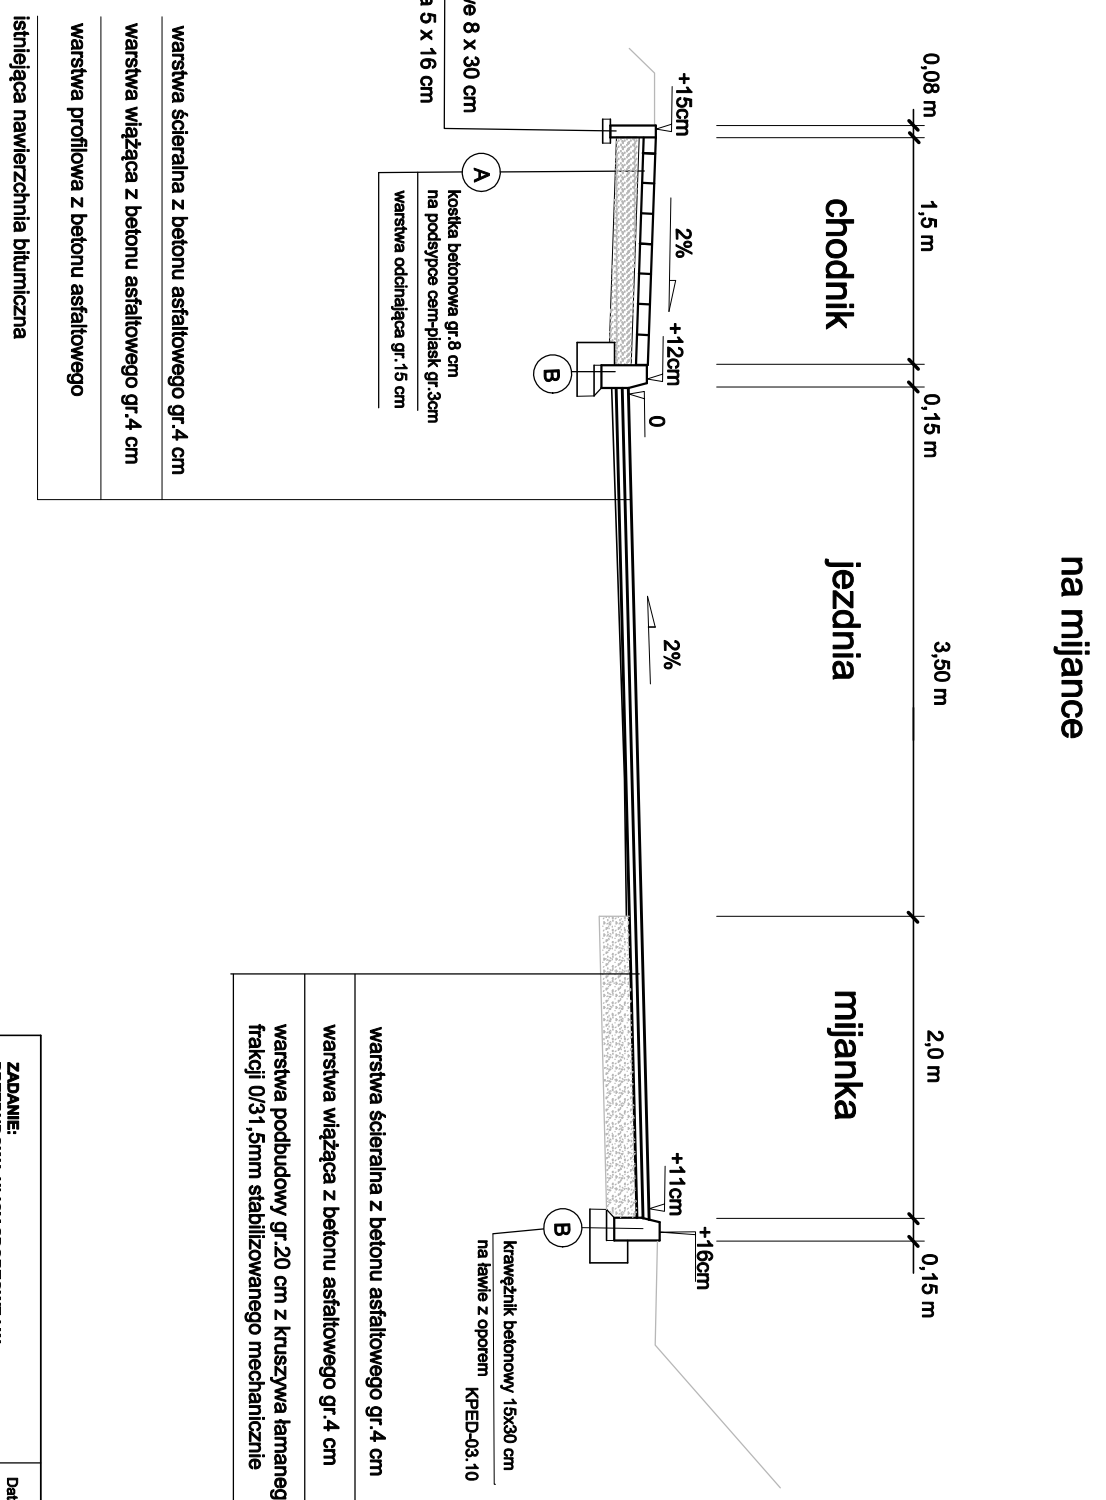 na mijance
0,08 m
1,5 m
0,15 m
3,50 m
2,0 m
0,15 m
chodnik
jezdnia
mijanka
+15cm
2%
+12cm
0
2%
+11cm
+16cm
8 x 30 cm
5 x 16 cm
A
kostka betonowa gr.8 cm
na podsypce cem-piask gr.3cm
warstwa odcinająca gr.15 cm
B
B
krawężnik betonowy 15x30 cm
na ławie z oporem KPED-03.10
warstwa ścieralna z betonu asfaltowego gr.4 cm
warstwa wiążąca z betonu asfaltowego gr.4 cm
warstwa profilowa z betonu asfaltowego
istniejąca nawierzchnia bitumiczna
warstwa ścieralna z betonu asfaltowego gr.4 cm
warstwa wiążąca z betonu asfaltowego gr.4 cm
warstwa podbudowy gr.20 cm z kruszywa łamaneg
frakcji 0/31,5mm stabilizowanego mechanicznie
ZADANIE:
Dat